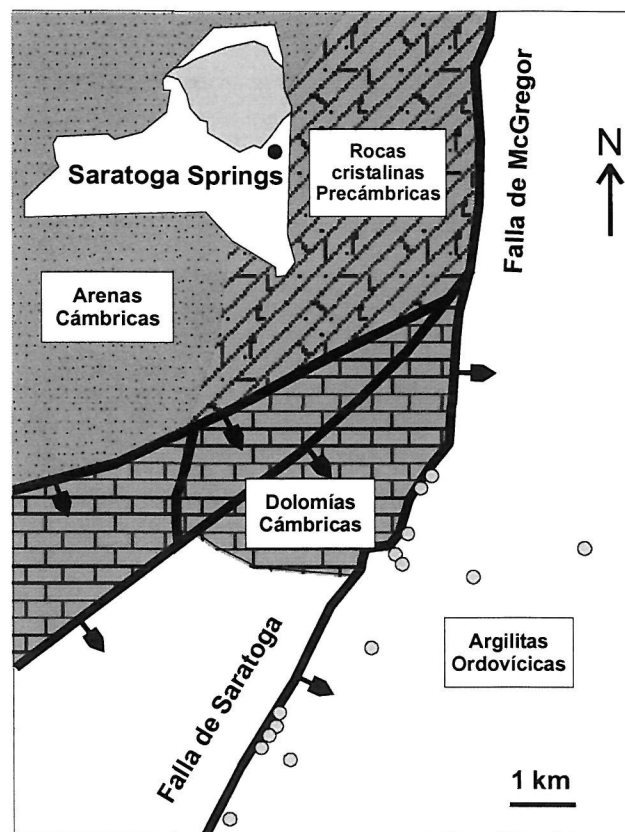 Falla de McGregor
N
Rocas
cristalinas
Precámbricas
Saratoga Springs
Arenas
Cámbricas
Dolomías
Cámbricas
Argilitas
Ordovícicas
Falla de Saratoga
1 km